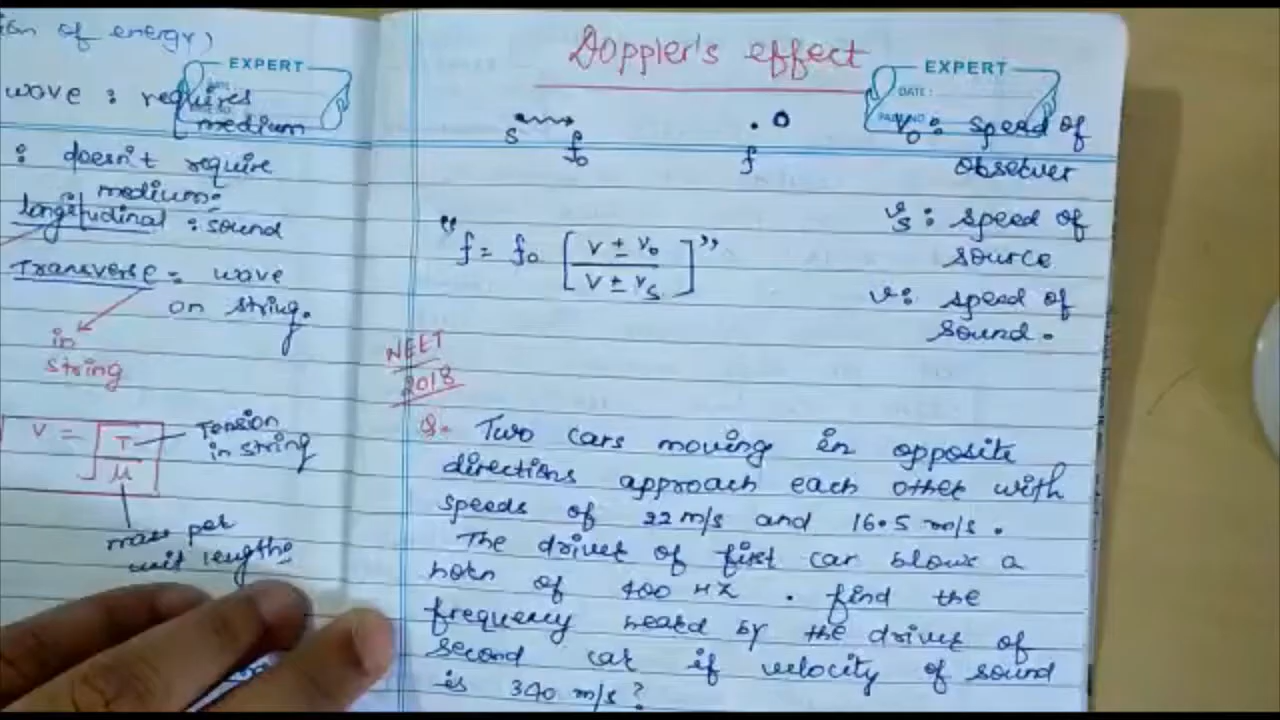 ion of energy)
EXPERT
wave : requires
medium
: doesn't require
medium.
longitudinal : sound
Transverse = wave
on string.
in
string
V = √T/μ
Tension
in string
mass per
unit length.
Doppler's effect
EXPERT
DATE :
PAGE NO.
S
f₀
. O
f
V₀ : speed of
observer
"f = f₀ [V ± V₀ / V ± Vₛ]"
vₛ : speed of
source
v : speed of
sound.
NEET
2018
Q. Two cars moving in opposite
directions approach each other with
speeds of 22 m/s and 16.5 m/s.
The driver of first car blows a
horn of 400 Hz . find the
frequency heard by the driver of
second car if velocity of sound
is 340 m/s?